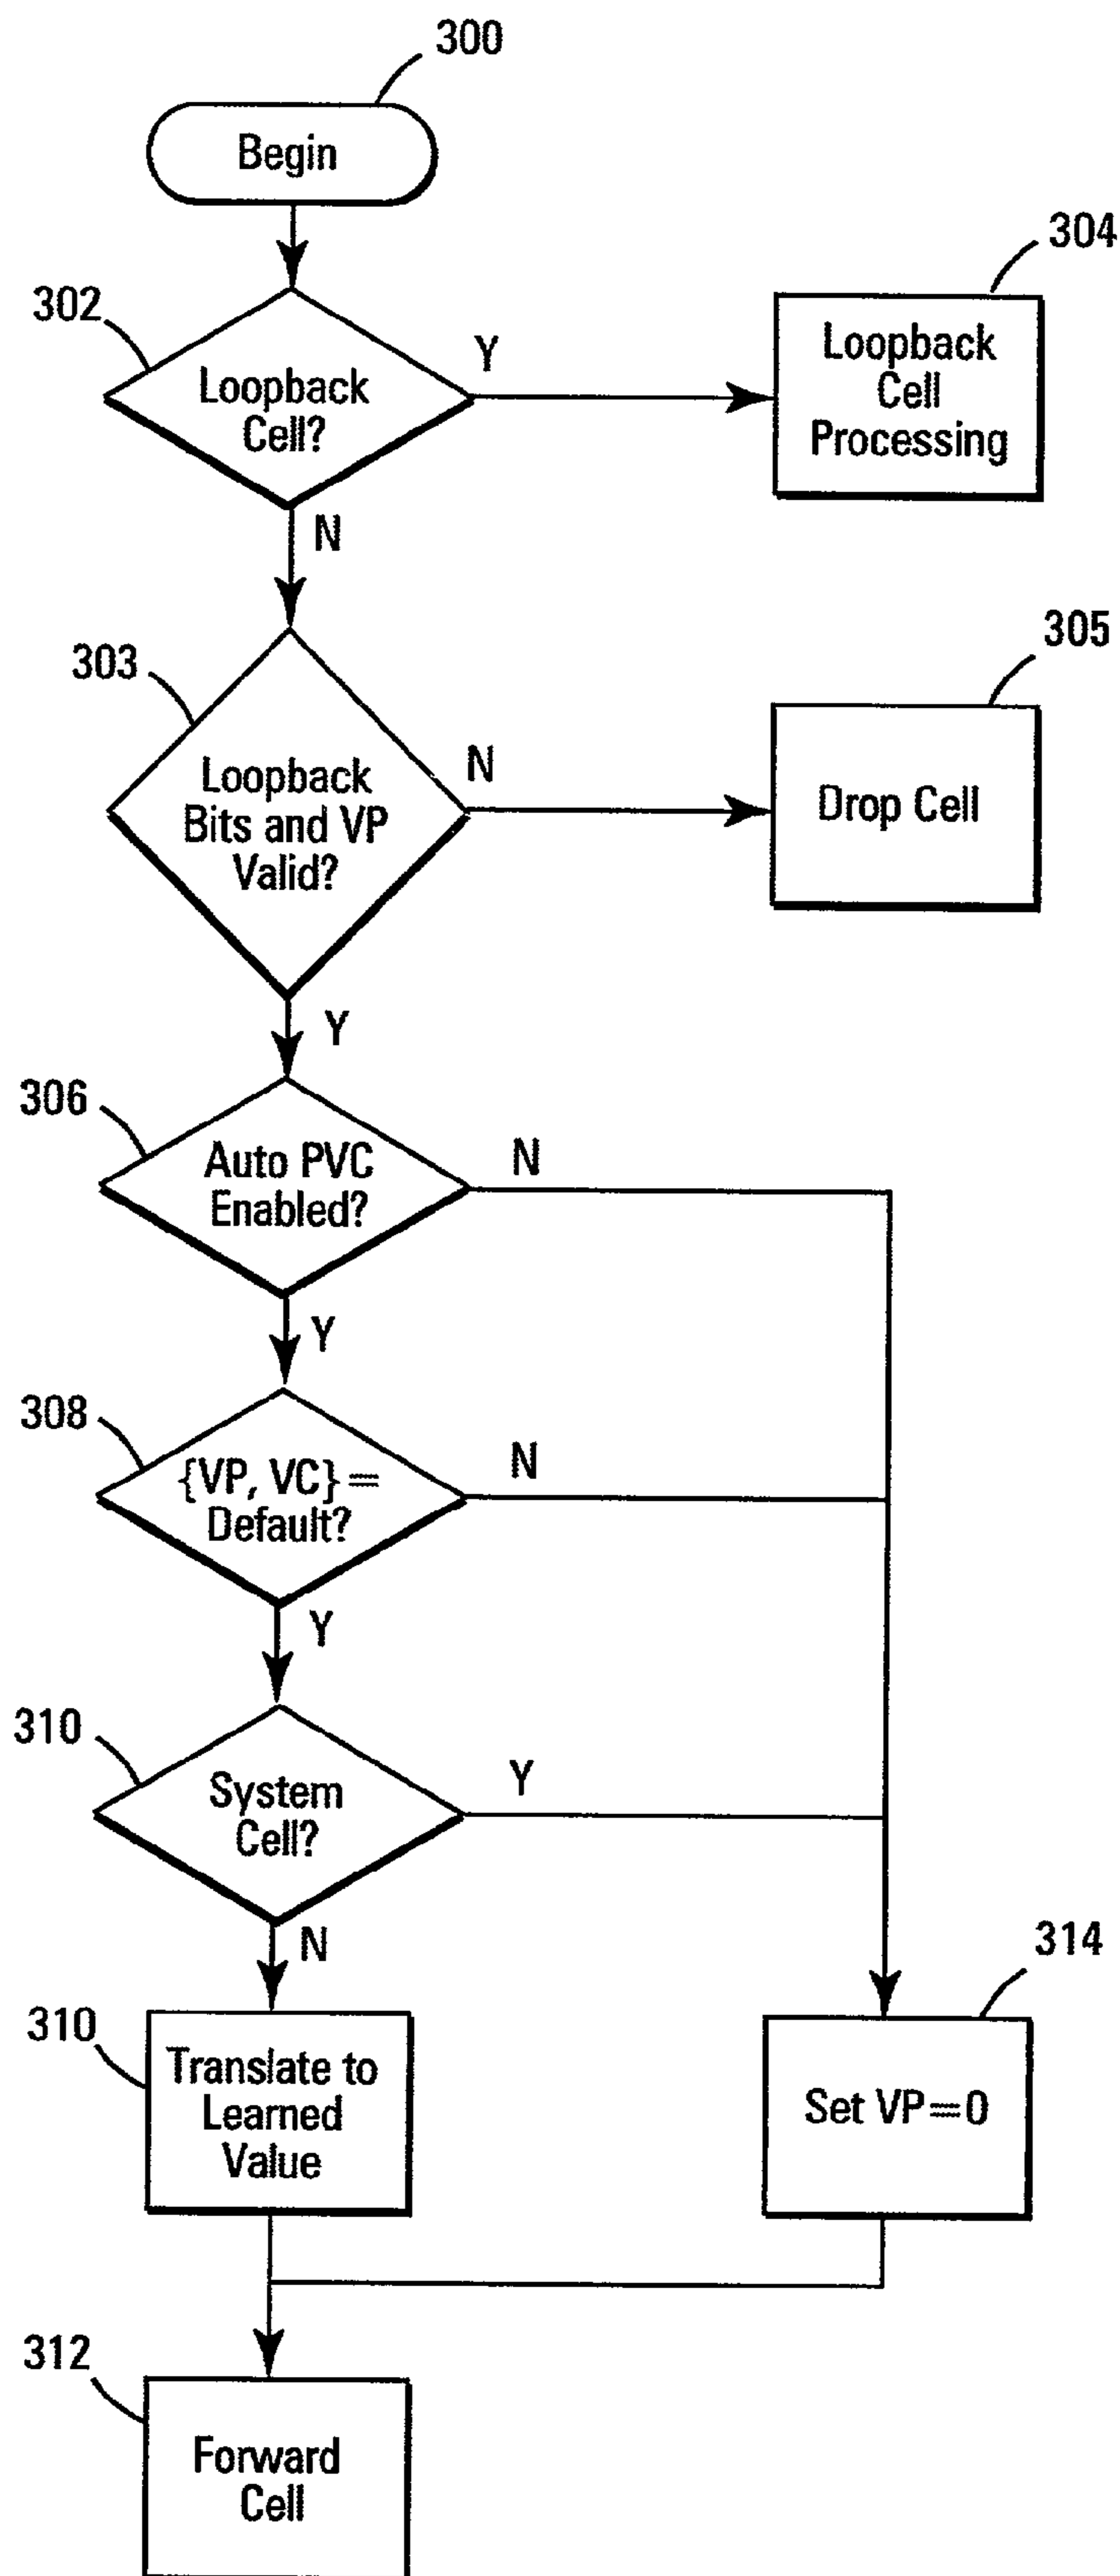 300
Begin
304
302
Loopback
Cell?
Y
Loopback
Cell
Processing
N
305
303
Loopback
Bits and VP
Valid?
N
Drop Cell
Y
306
Auto PVC
Enabled?
N
Y
308
{VP, VC}=
Default?
N
Y
310
System
Cell?
Y
N
314
310
Translate to
Learned
Value
Set VP=0
312
Forward
Cell